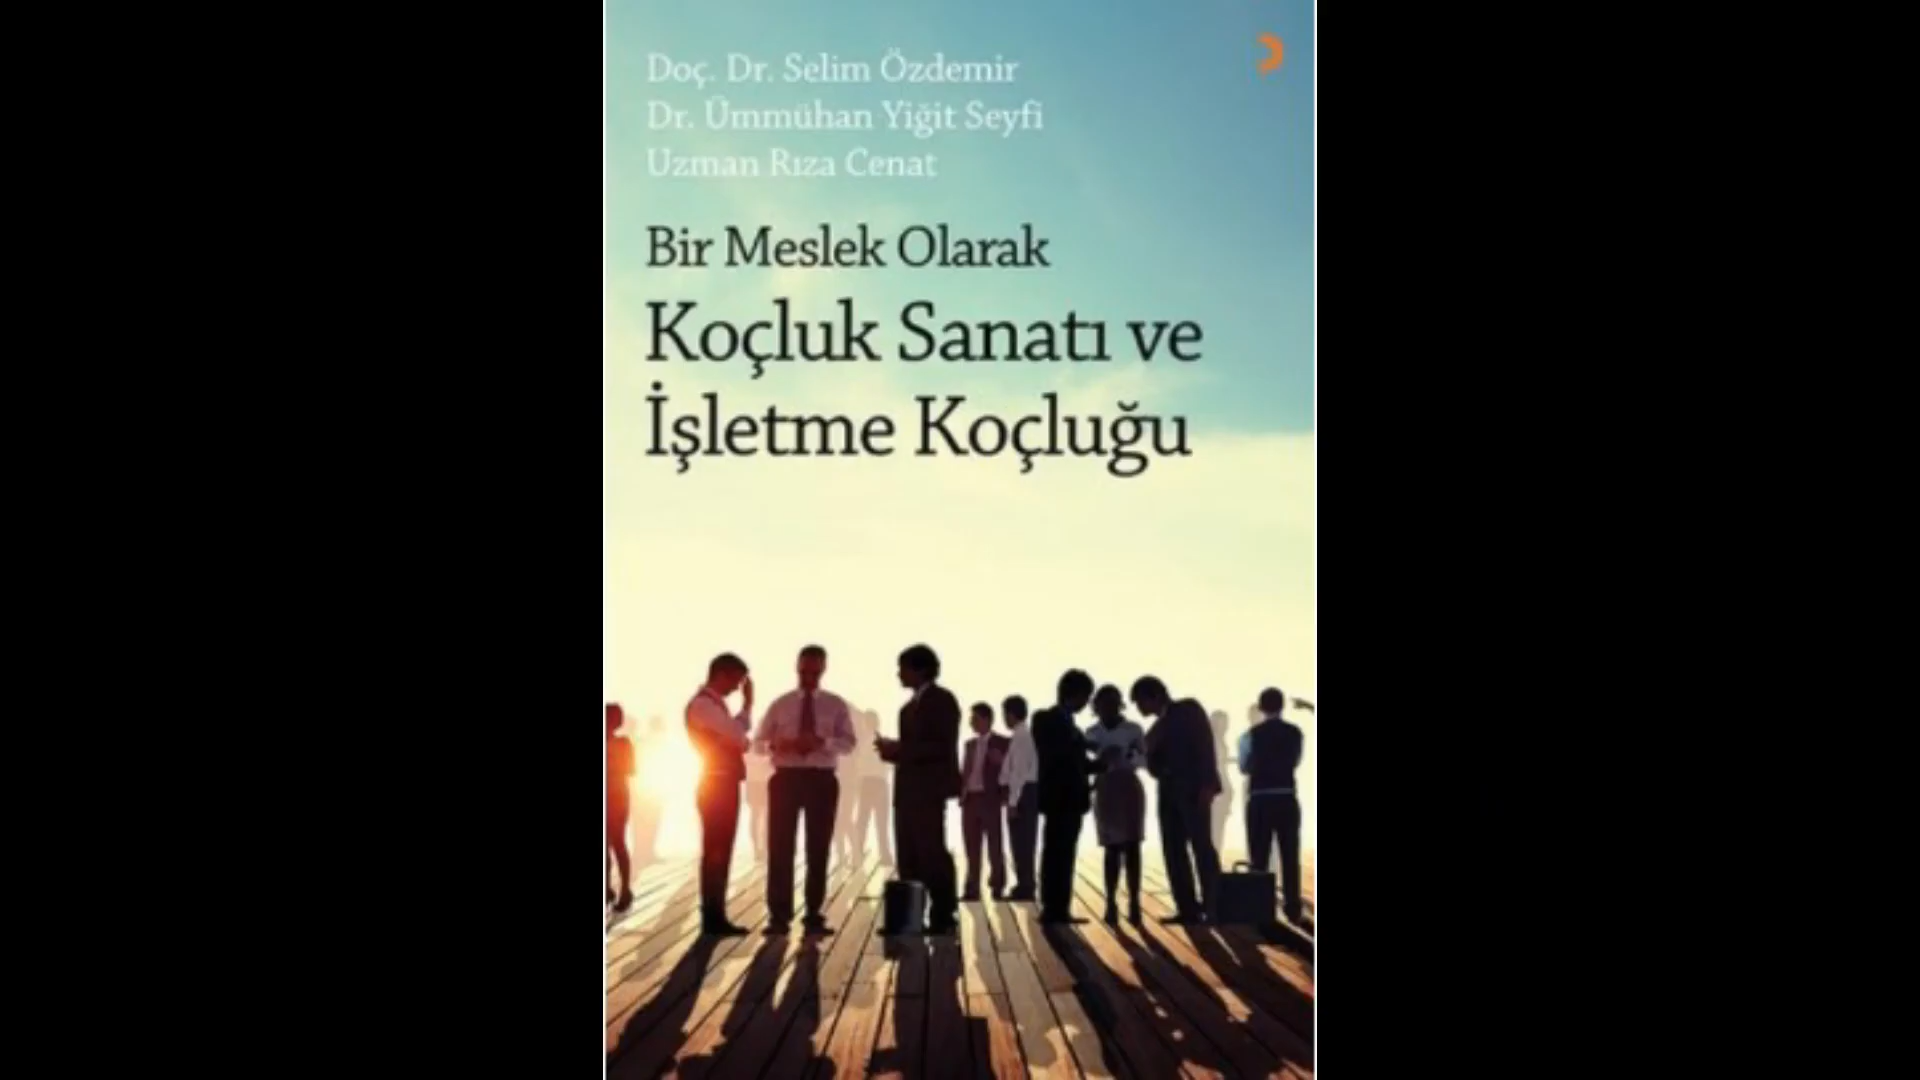 Doç. Dr. Selim Özdemir
Dr. Ümmühan Yiğit Seyfi
Uzman Rıza Cenat
Bir Meslek Olarak
Koçluk Sanatı ve
İşletme Koçluğu